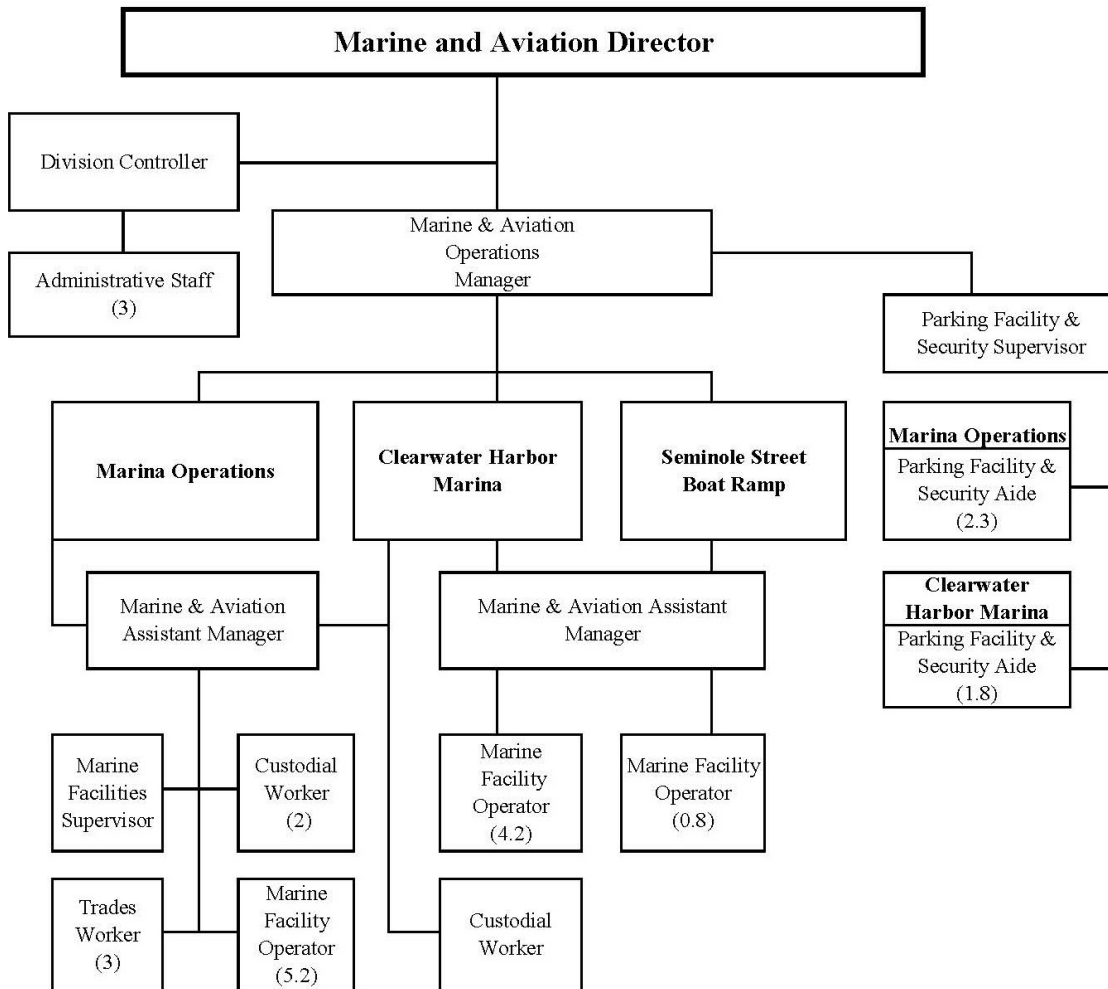 Marine and Aviation Director
Division Controller
Administrative Staff
(3)
Marine & Aviation
Operations
Manager
Parking Facility &
Security Supervisor
Marina Operations
Clearwater Harbor
Marina
Seminole Street
Boat Ramp
Marina Operations
Parking Facility &
Security Aide
(2.3)
Clearwater
Harbor Marina
Parking Facility &
Security Aide
(1.8)
Marine & Aviation
Assistant Manager
Marine & Aviation Assistant
Manager
Marine
Facilities
Supervisor
Custodial
Worker
(2)
Marine
Facility
Operator
(4.2)
Marine Facility
Operator
(0.8)
Trades
Worker
(3)
Marine
Facility
Operator
(5.2)
Custodial
Worker